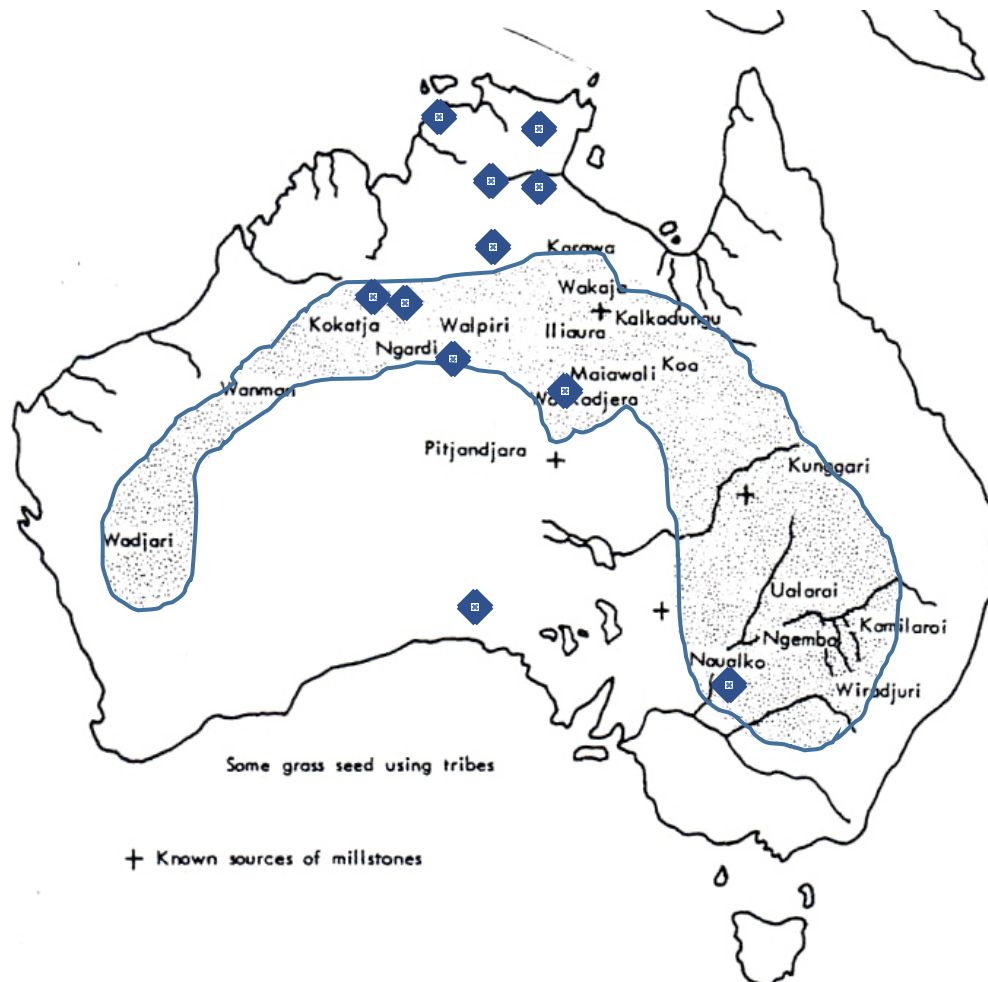 Karawa
Wakaja
Kalkadungu
Kokatja
Walpiri
Iliaura
Ngardi
Koa
Maiawali
Wanman
Pitjandjara
Kunggari
Wadjari
Ualarai
Ngemba
Kamilaroi
Naualko
Wiradjuri
Some grass seed using tribes
+ Known sources of millstones